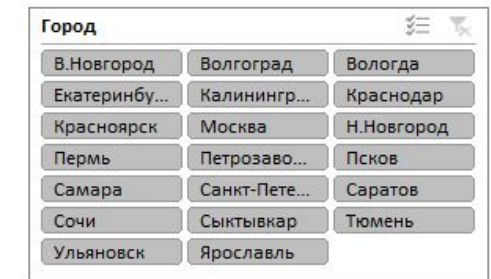 Город
В.Новгород Волгоград Вологда
Екатеринбу... Калинингр... Краснодар
Красноярск Москва Н.Новгород
Пермь Петрозаво... Псков
Самара Санкт-Пете... Саратов
Сочи Сыктывкар Тюмень
Ульяновск Ярославль